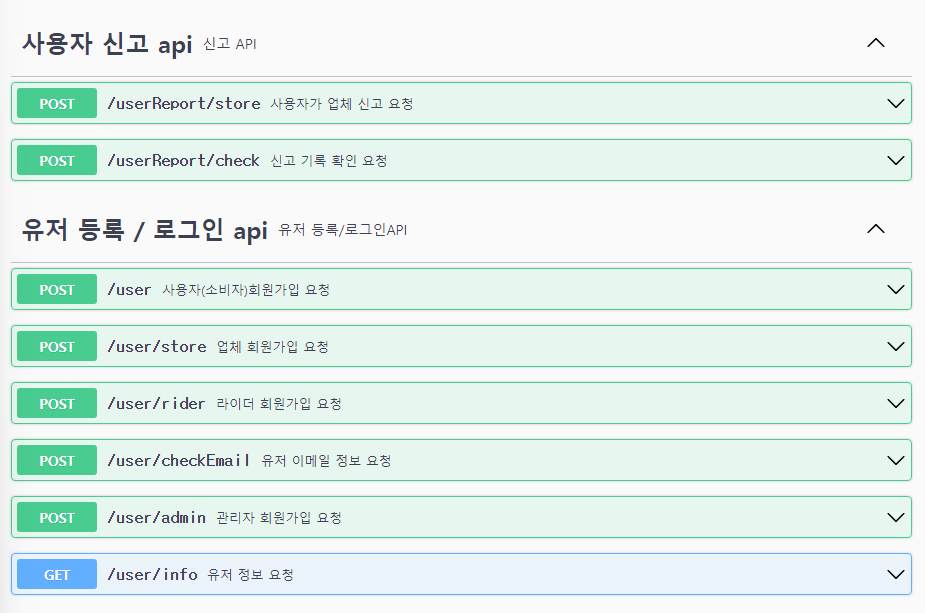 사용자 신고 api 신고 API
POST /userReport/store 사용자가 업체 신고 요청
POST /userReport/check 신고 기록 확인 요청
유저 등록 / 로그인 api 유저 등록/로그인API
POST /user 사용자(소비자)회원가입 요청
POST /user/store 업체 회원가입 요청
POST /user/rider 라이더 회원가입 요청
POST /user/checkEmail 유저 이메일 정보 요청
POST /user/admin 관리자 회원가입 요청
GET /user/info 유저 정보 요청